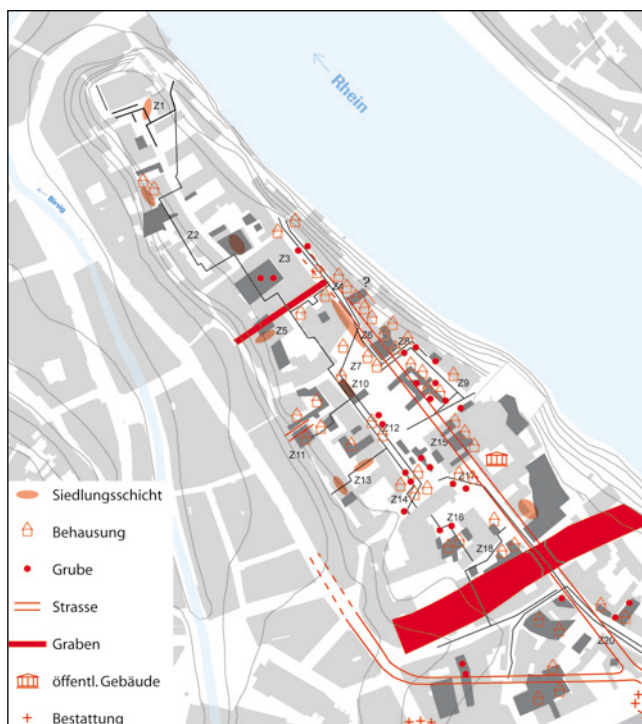 Rhein
Birsig
Z1
Z2
Z3
Z4
?
Z5
Z6
Z7
Z8
Z9
Z10
Z11
Z12
Z13
Z14
Z15
Z16
Z17
Z18
Z20
Siedlungsschicht
Behausung
Grube
Strasse
Graben
öffentl. Gebäude
Bestattung